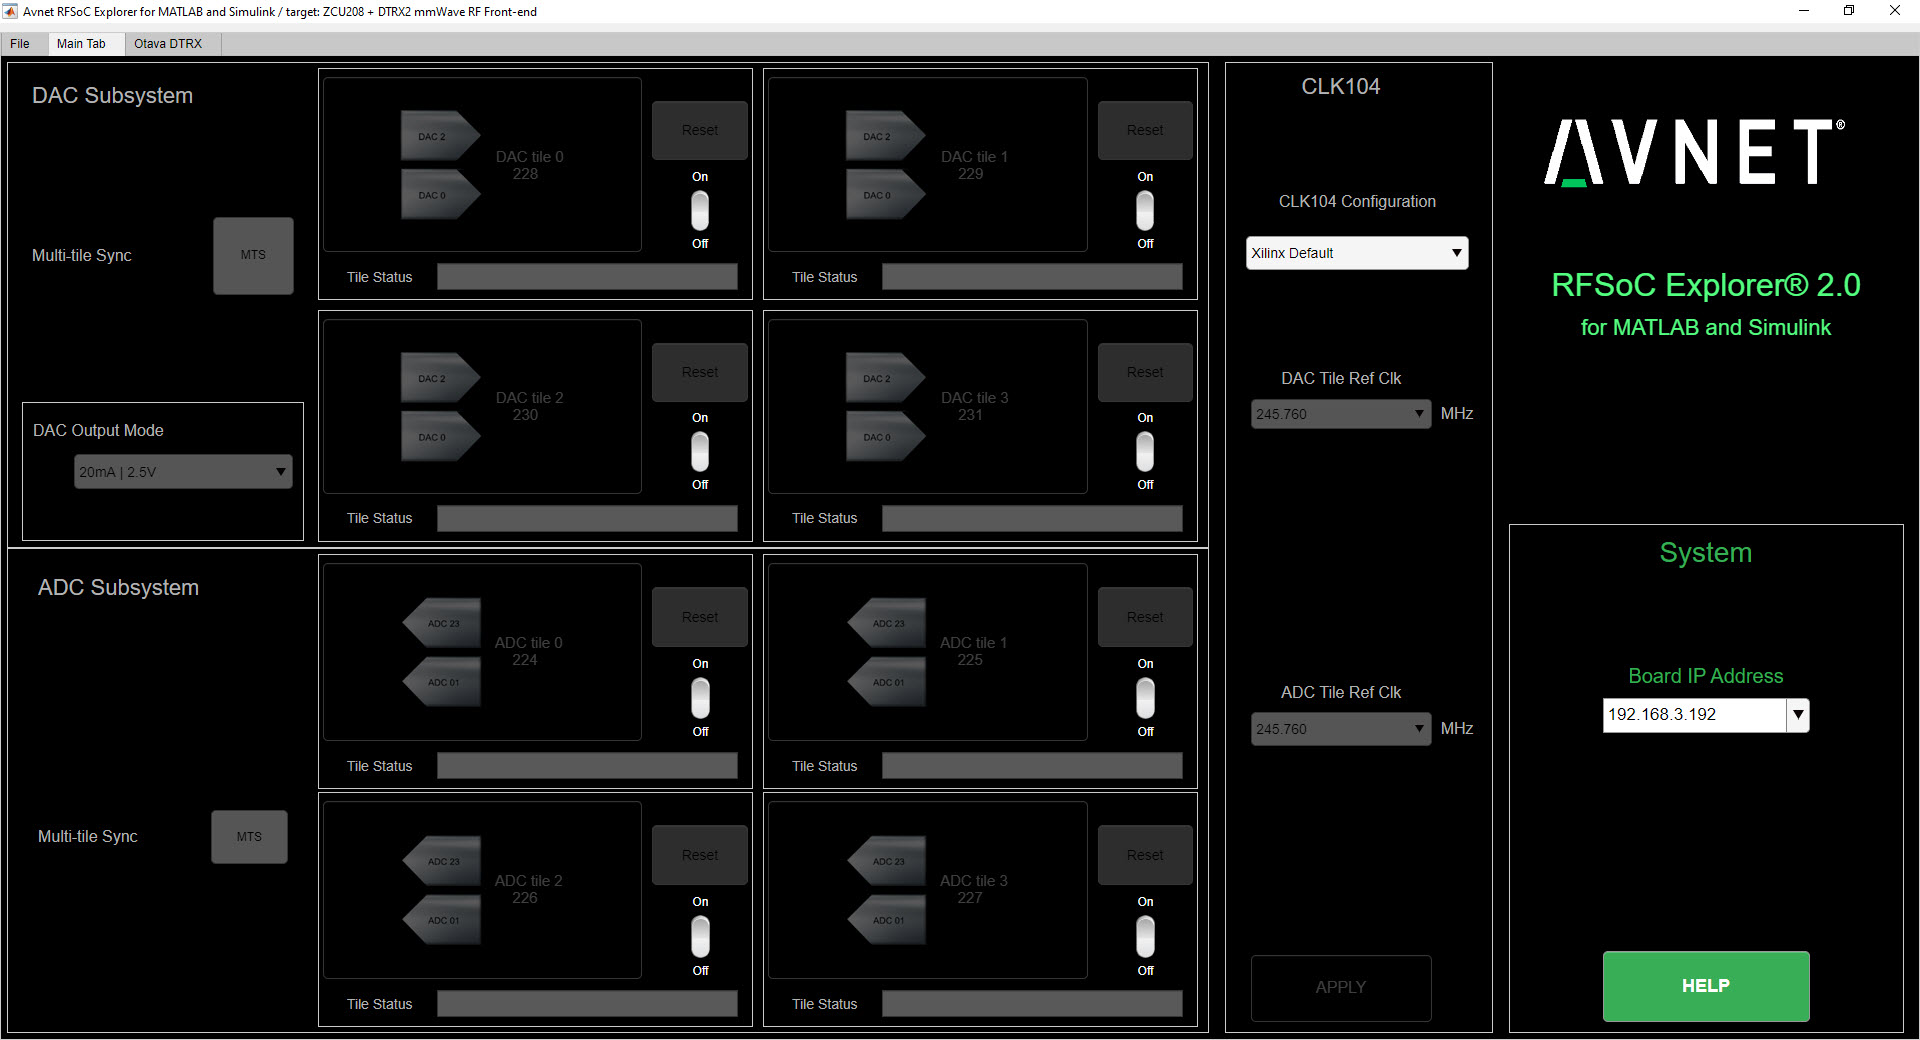 Avnet RFSoC Explorer for MATLAB and Simulink / target: ZCU208 + DTRX2 mmWave RF Front-end
File Main Tab Otava DTRX
DAC Subsystem
Multi-tile Sync
MTS
DAC Output Mode
20mA | 2.5V
DAC 2
DAC 0
DAC tile 0
228
Reset
On
Off
Tile Status
DAC 2
DAC 0
DAC tile 1
229
Reset
On
Off
Tile Status
DAC 2
DAC 0
DAC tile 2
230
Reset
On
Off
Tile Status
DAC 2
DAC 0
DAC tile 3
231
Reset
On
Off
Tile Status
ADC Subsystem
Multi-tile Sync
MTS
ADC 23
ADC 01
ADC tile 0
224
Reset
On
Off
Tile Status
ADC 23
ADC 01
ADC tile 1
225
Reset
On
Off
Tile Status
ADC 23
ADC 01
ADC tile 2
226
Reset
On
Off
Tile Status
ADC 23
ADC 01
ADC tile 3
227
Reset
On
Off
Tile Status
CLK104
CLK104 Configuration
Xilinx Default
DAC Tile Ref Clk
245.760 MHz
ADC Tile Ref Clk
245.760 MHz
APPLY
AVNET®
RFSoC Explorer® 2.0
for MATLAB and Simulink
System
Board IP Address
192.168.3.192
HELP